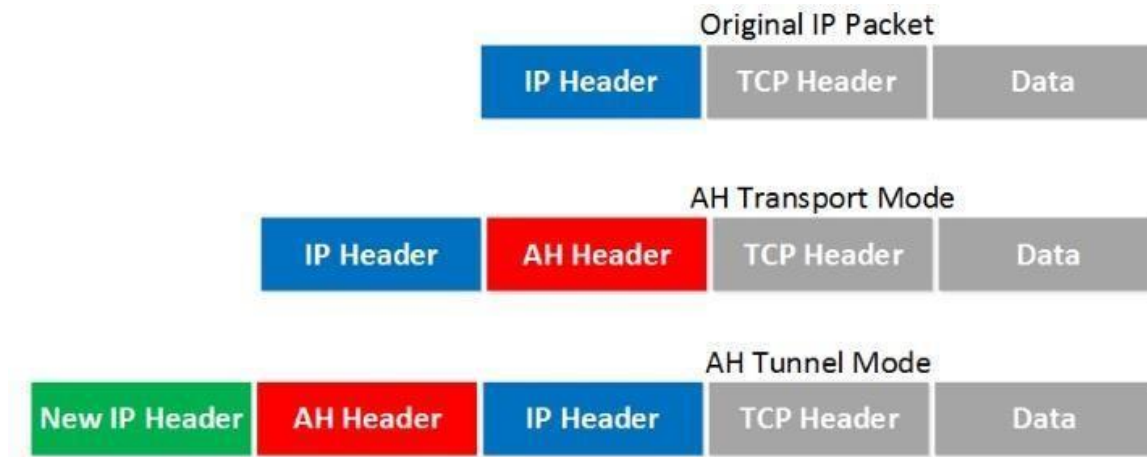 Original IP Packet
IP Header TCP Header Data
AH Transport Mode
IP Header AH Header TCP Header Data
AH Tunnel Mode
New IP Header AH Header IP Header TCP Header Data